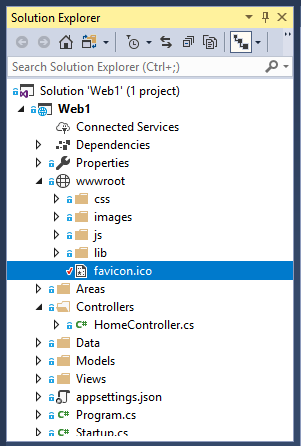 Solution Explorer
Search Solution Explorer (Ctrl+;)
Solution 'Web1' (1 project)
Web1
Connected Services
Dependencies
Properties
wwwroot
css
images
js
lib
favicon.ico
Areas
Controllers
C# HomeController.cs
Data
Models
Views
appsettings.json
C# Program.cs
C# Startup.cs